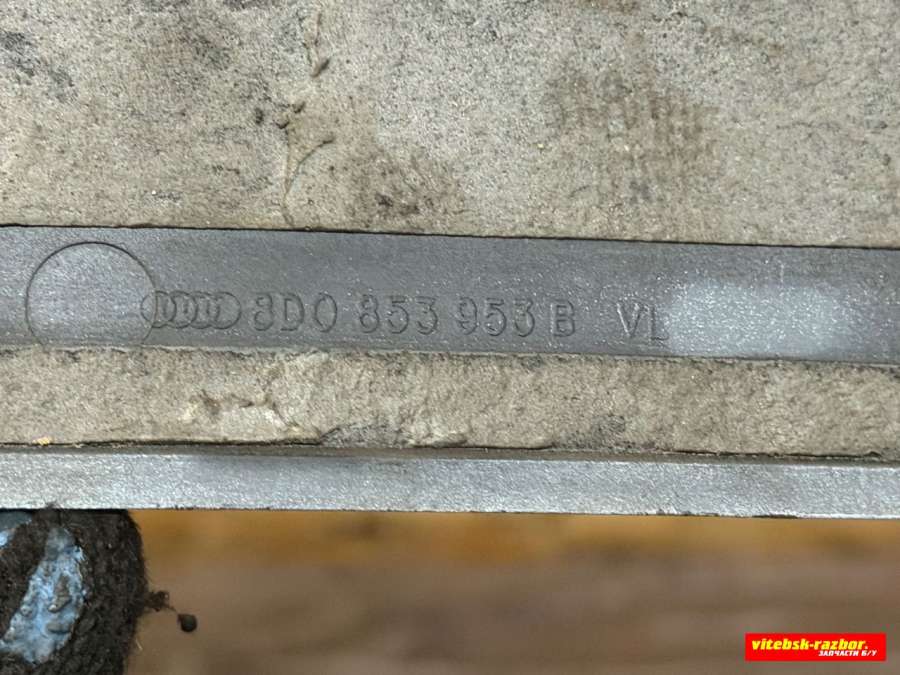 8D0 853 953 B VL
vitebsk-razbor.
ЗАПЧАСТИ Б/У